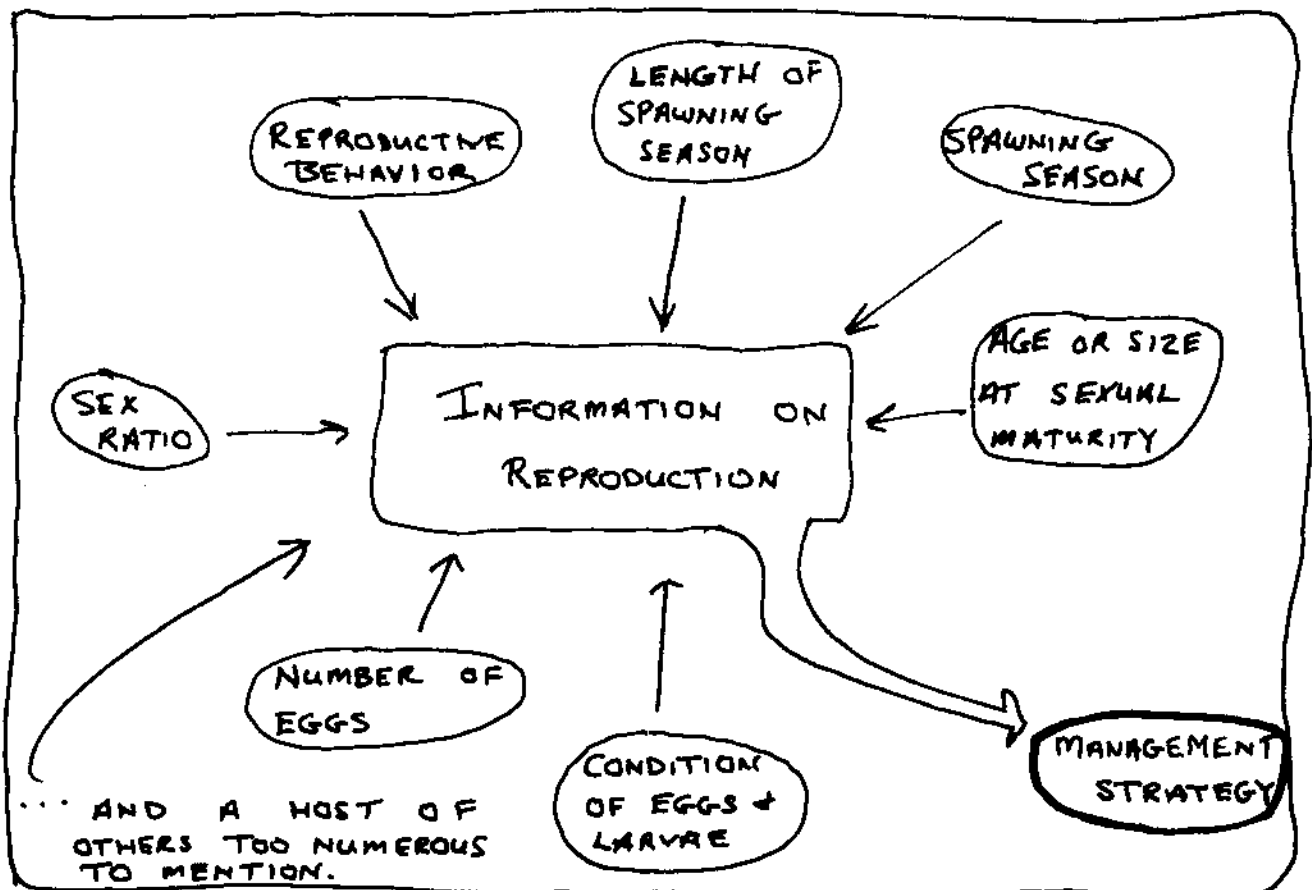 REPRODUCTIVE
BEHAVIOR
LENGTH OF
SPAWNING
SEASON
SPAWNING
SEASON
SEX
RATIO
INFORMATION ON
REPRODUCTION
AGE OR SIZE
AT SEXUAL
MATURITY
NUMBER OF
EGGS
CONDITION
OF EGGS +
LARVAE
MANAGEMENT
STRATEGY
... AND A HOST OF
OTHERS TOO NUMEROUS
TO MENTION.